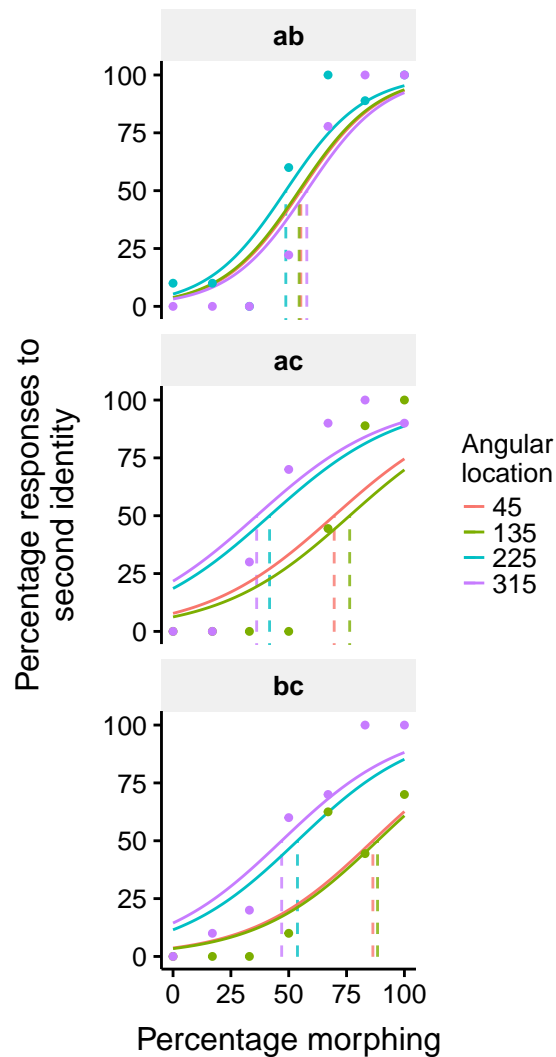 ab
100
75
50
25
0
ac
100
75
50
25
0
bc
100
75
50
25
0
0 25 50 75 100
Percentage morphing
Percentage responses to
second identity
Angular
location
45
135
225
315